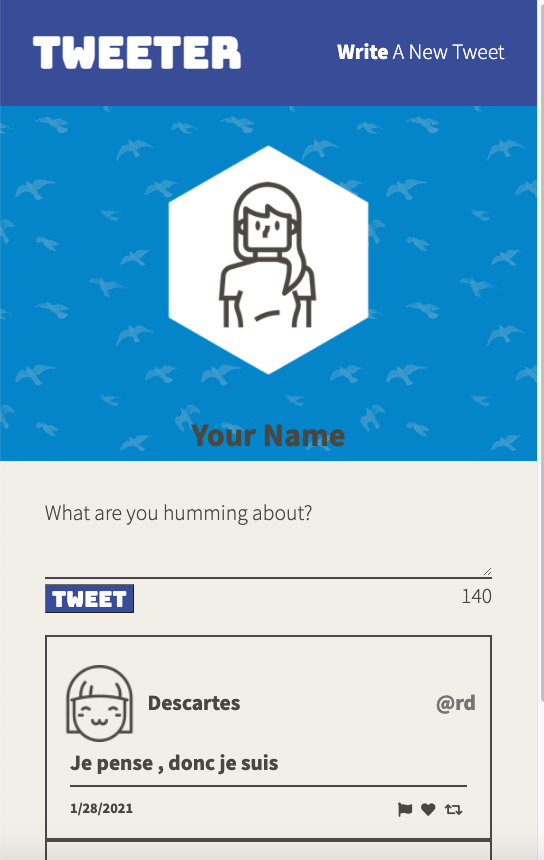 TWEETER
Write A New Tweet
Your Name
What are you humming about?
TWEET
140
Descartes
@rd
Je pense , donc je suis
1/28/2021